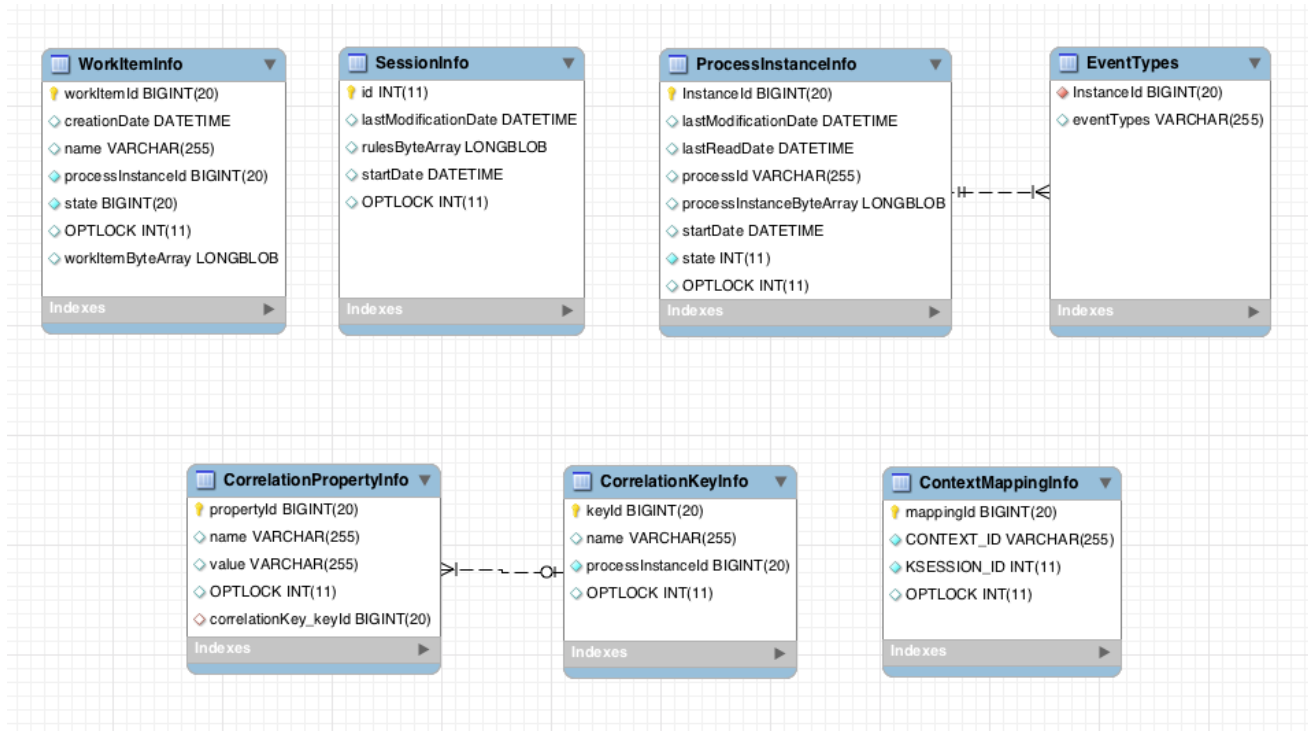 WorkItemInfo
workItemId BIGINT(20)
creationDate DATETIME
name VARCHAR(255)
processInstanceId BIGINT(20)
state BIGINT(20)
OPTLOCK INT(11)
workItemByteArray LONGBLOB
Indexes
SessionInfo
id INT(11)
lastModificationDate DATETIME
rulesByteArray LONGBLOB
startDate DATETIME
OPTLOCK INT(11)
Indexes
ProcessInstanceInfo
InstanceId BIGINT(20)
lastModificationDate DATETIME
lastReadDate DATETIME
processId VARCHAR(255)
processInstanceByteArray LONGBLOB
startDate DATETIME
state INT(11)
OPTLOCK INT(11)
Indexes
EventTypes
InstanceId BIGINT(20)
eventTypes VARCHAR(255)
Indexes
CorrelationPropertyInfo
propertyId BIGINT(20)
name VARCHAR(255)
value VARCHAR(255)
OPTLOCK INT(11)
correlationKey_keyId BIGINT(20)
Indexes
CorrelationKeyInfo
keyId BIGINT(20)
name VARCHAR(255)
processInstanceId BIGINT(20)
OPTLOCK INT(11)
Indexes
ContextMappingInfo
mappingId BIGINT(20)
CONTEXT_ID VARCHAR(255)
KSESSION_ID INT(11)
OPTLOCK INT(11)
Indexes